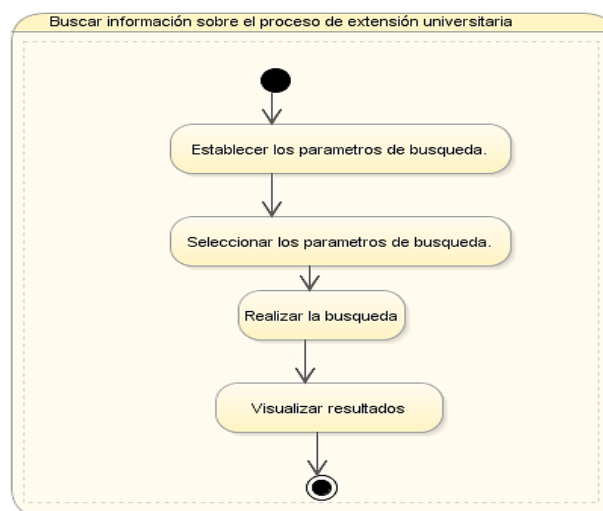 Buscar información sobre el proceso de extensión universitaria
Establecer los parametros de busqueda.
Seleccionar los parametros de busqueda.
Realizar la busqueda
Visualizar resultados